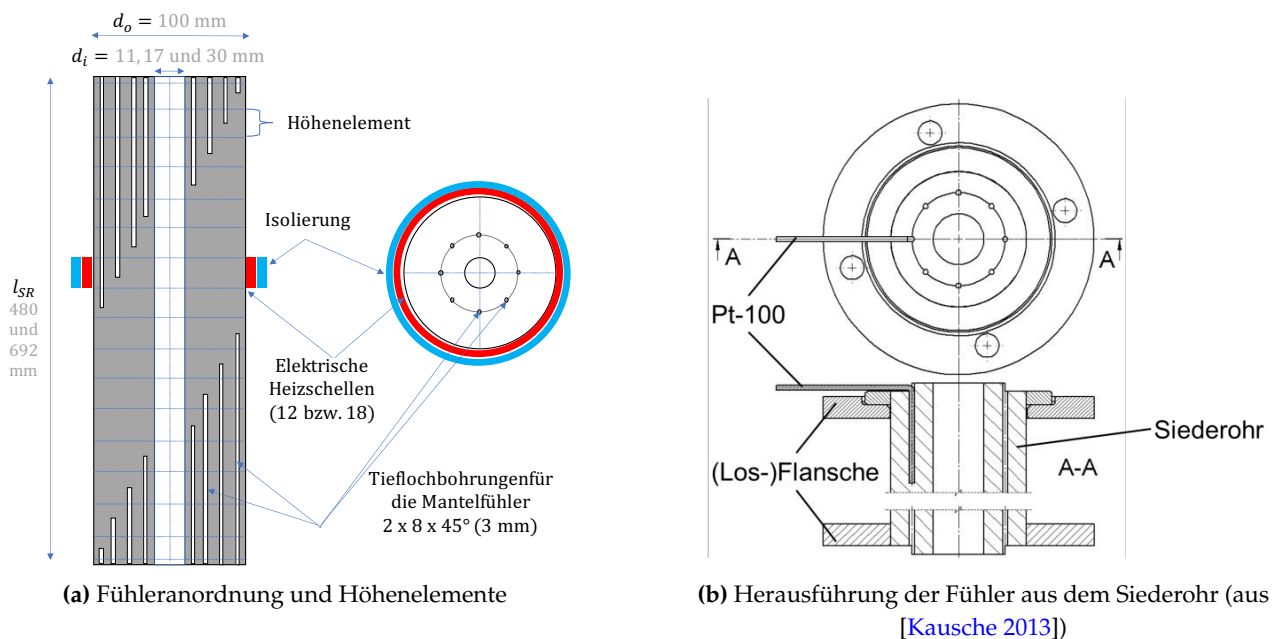 d_o = 100 mm
d_i = 11, 17 und 30 mm
Höhenelement
Isolierung
l_SR
480
und
692
mm
Elektrische
Heizschellen
(12 bzw. 18)
Tieflochbohrungenfür
die Mantelfühler
2 x 8 x 45° (3 mm)
(a) Fühleranordnung und Höhenelemente
A
A
Pt-100
Siederohr
(Los-)Flansche
A-A
(b) Herausführung der Fühler aus dem Siederohr (aus
[Kausche 2013])